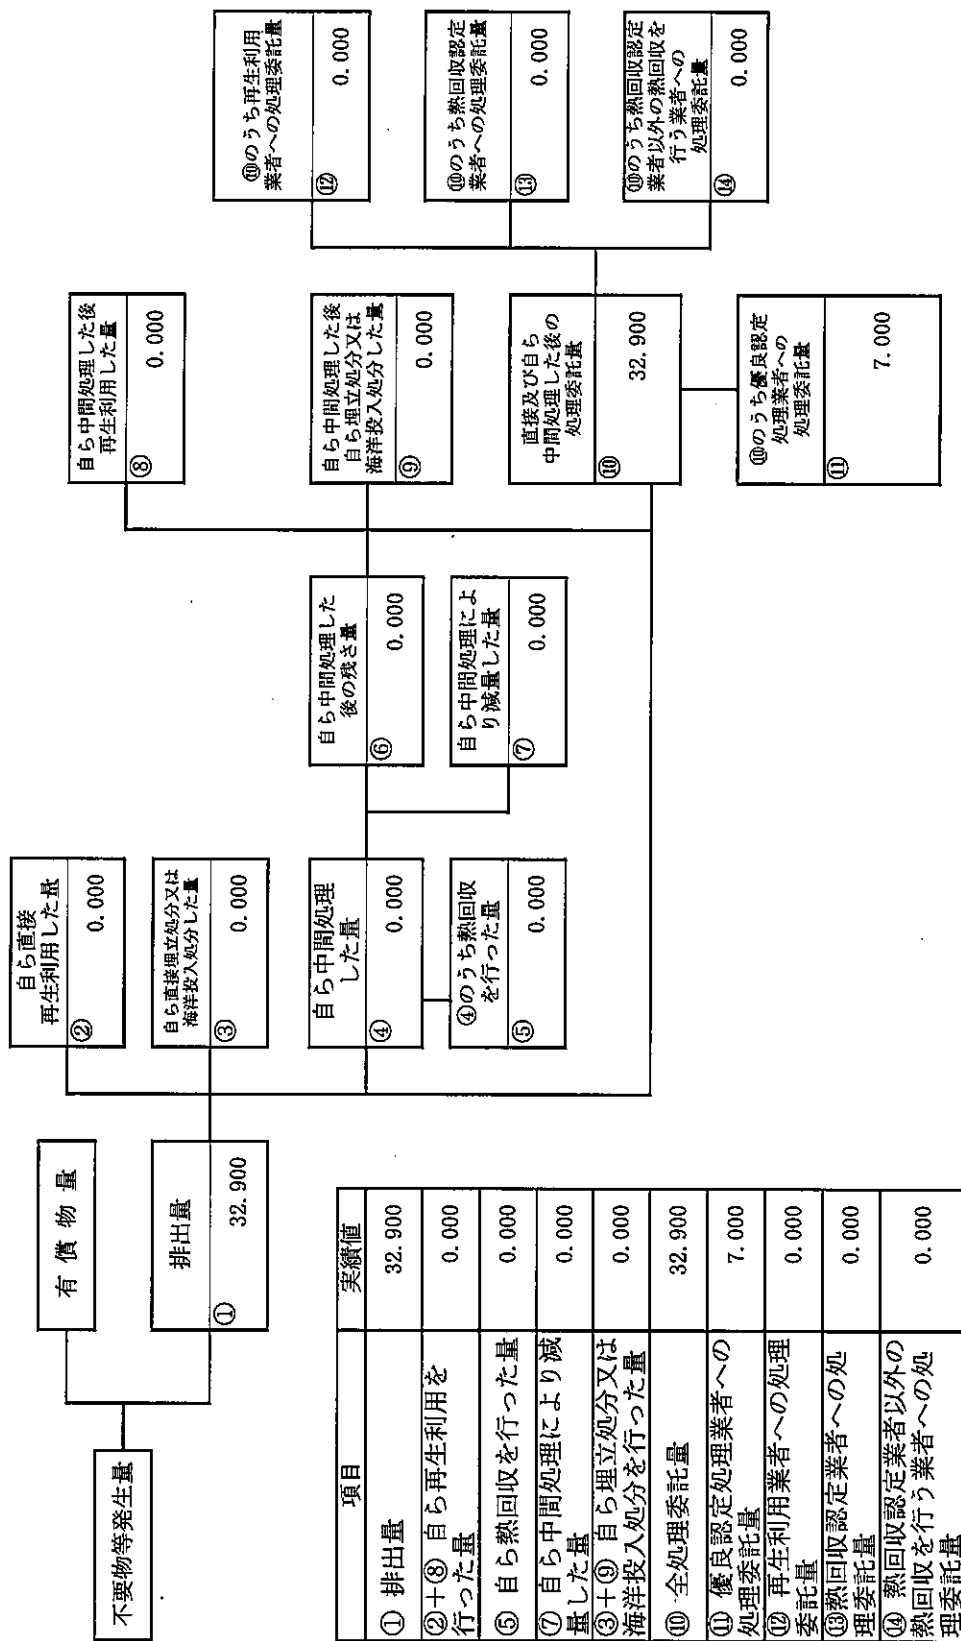 不要物等発生量
有償物量
排出量
①
32.900
自ら直接
再生利用した量
②
0.000
自ら直接埋立処分又は
海洋投入処分した量
③
0.000
自ら中間処理
した量
④
0.000
④のうち熱回収
を行った量
⑤
0.000
自ら中間処理した
後の残さ量
⑥
0.000
自ら中間処理によ
り減量した量
⑦
0.000
自ら中間処理した後
再生利用した量
⑧
0.000
自ら中間処理した後
自ら埋立処分又は
海洋投入処分した量
⑨
0.000
直接及び自ら
中間処理した後の
処理委託量
⑩
32.900
⑩のうち優良認定
処理業者への
処理委託量
⑪
7.000
⑩のうち再生利用
業者への処理委託量
⑫
0.000
⑩のうち熱回収認定
業者への処理委託量
⑬
0.000
⑩のうち熱回収認定
業者以外の熱回収を
行う業者への
処理委託量
⑭
0.000
項目 実績値
① 排出量 32.900
②+⑧ 自ら再生利用を
行った量 0.000
⑤ 自ら熱回収を行った量 0.000
⑦ 自ら中間処理により減
量した量 0.000
③+⑨ 自ら埋立処分又は
海洋投入処分を行った量 0.000
⑩ 全処理委託量 32.900
⑪ 優良認定処理業者への
処理委託量 7.000
⑫ 再生利用業者への処理
委託量 0.000
⑬熱回収認定業者への処
理委託量 0.000
⑭ 熱回収認定業者以外の
熱回収を行う業者への処
理委託量 0.000